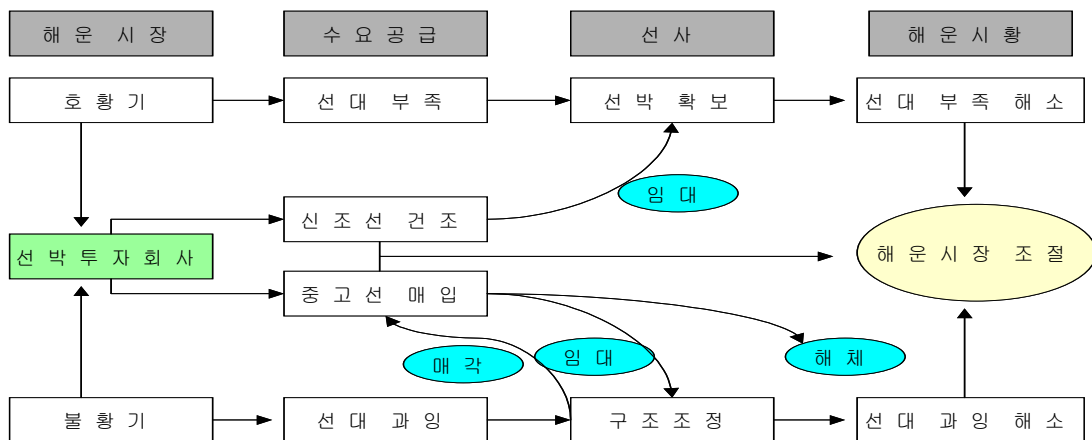 해운 시장
수요공급
선사
해운시황
호황기
선대 부족
선박 확보
선대 부족 해소
임대
신조선 건조
선박투자회사
해운시장 조절
중고선 매입
매각
임대
해체
불황기
선대 과잉
구조조정
선대 과잉 해소